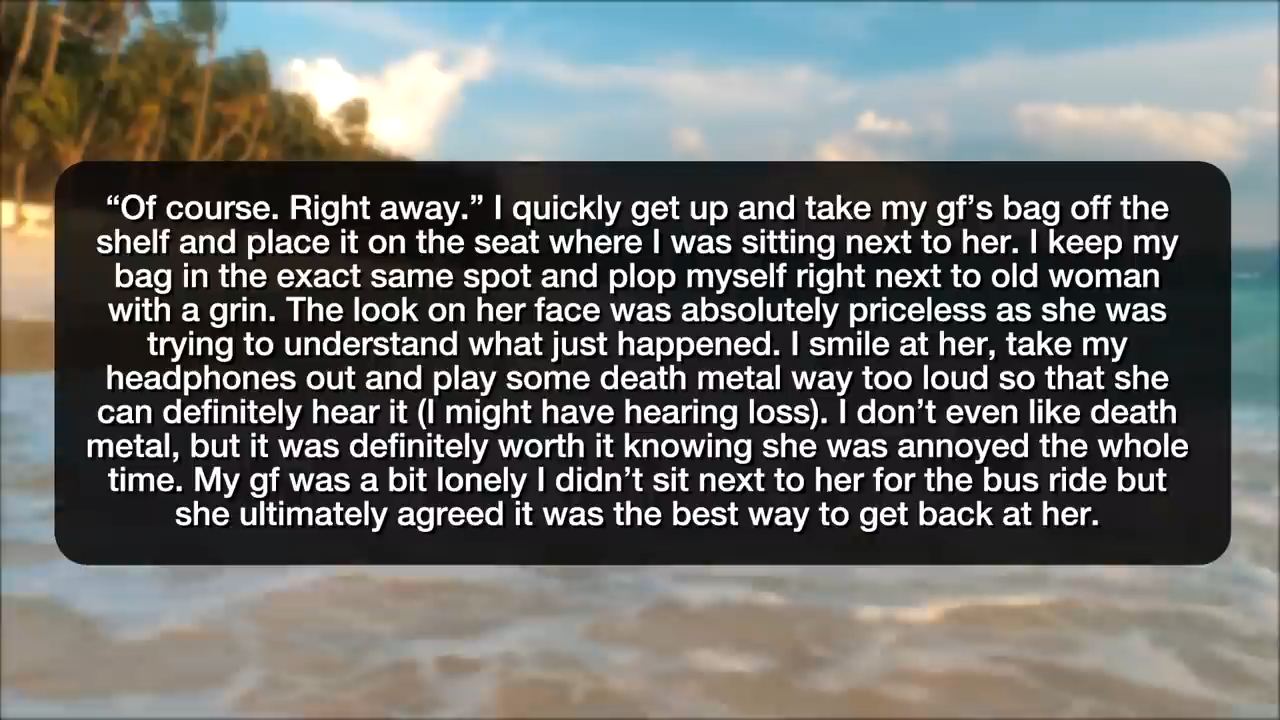 “Of course. Right away.” I quickly get up and take my gf’s bag off the
shelf and place it on the seat where I was sitting next to her. I keep my
bag in the exact same spot and plop myself right next to old woman
with a grin. The look on her face was absolutely priceless as she was
trying to understand what just happened. I smile at her, take my
headphones out and play some death metal way too loud so that she
can definitely hear it (I might have hearing loss). I don’t even like death
metal, but it was definitely worth it knowing she was annoyed the whole
time. My gf was a bit lonely I didn’t sit next to her for the bus ride but
she ultimately agreed it was the best way to get back at her.